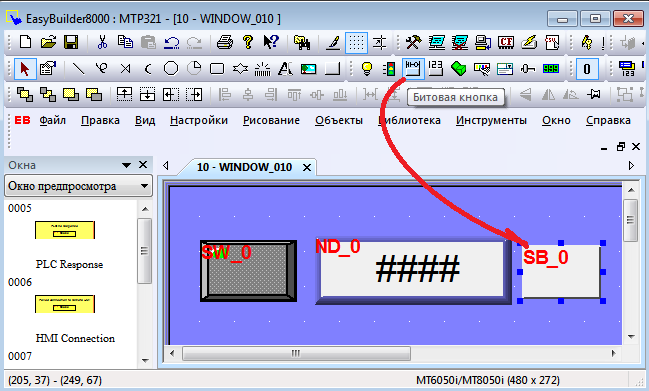 EasyBuilder8000 : MTP321 - [10 - WINDOW_010]
0
Битовая кнопка
EB Файл Правка Вид Настройки Рисование Объекты Библиотека Инструменты Окно Справка
Окна
Окно предпросмотра
0005
PLC Response
0006
HMI Connection
0007
10 - WINDOW_010
SW_0
ND_0
####
SB_0
(205, 37) - (249, 67)
MT6050i/MT8050i (480 x 272)